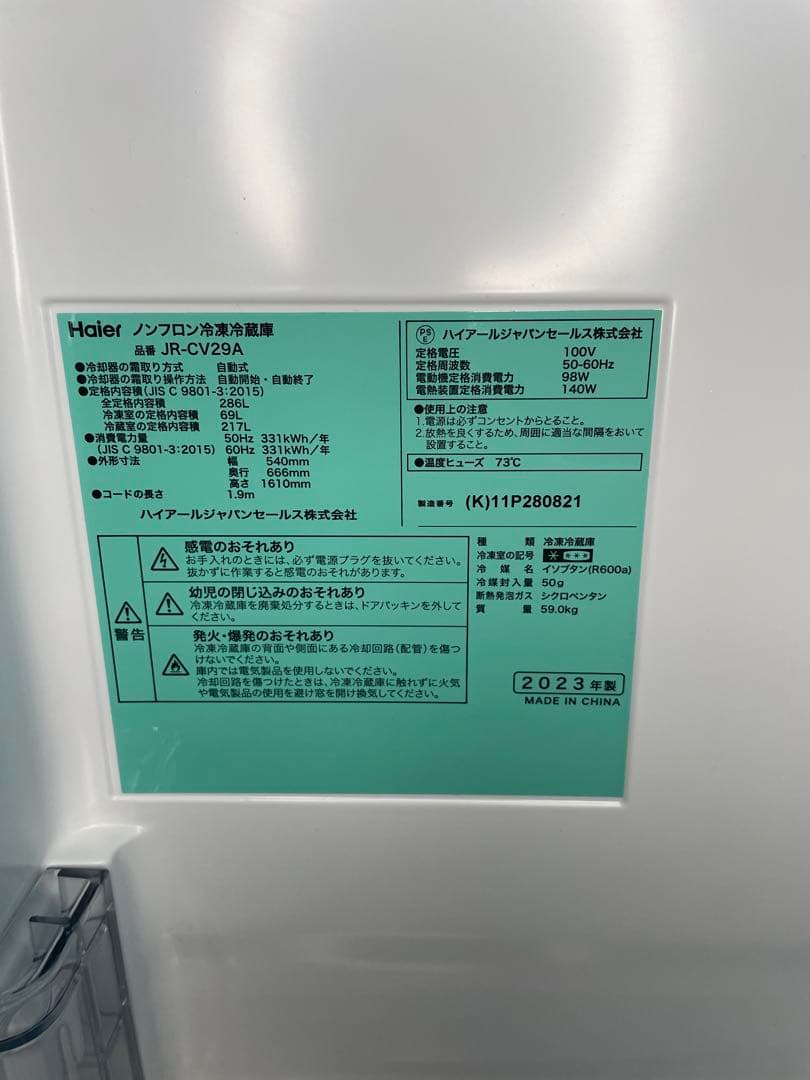 Haier ノンフロン冷凍冷蔵庫
品番 JR-CV29A
●冷却器の霜取り方式 自動式
●冷却器の霜取り操作方法 自動開始・自動終了
●定格内容積(JIS C 9801-3:2015)
全定格内容積 286L
冷凍室の定格内容積 69L
冷蔵室の定格内容積 217L
●消費電力量 50Hz 331kWh/年
(JIS C 9801-3:2015) 60Hz 331kWh/年
●外形寸法 幅 540mm
奥行 666mm
高さ 1610mm
●コードの長さ 1.9m
ハイアールジャパンセールス株式会社
PS
E
ハイアールジャパンセールス株式会社
定格電圧 100V
定格周波数 50-60Hz
電動機定格消費電力 98W
電熱装置定格消費電力 140W
●使用上の注意
1.電源は必ずコンセントからとること。
2.放熱を良くするため、周囲に適当な間隔をおいて
設置すること。
●温度ヒューズ 73℃
製造番号 (K)11P280821
警告
感電のおそれあり
お手入れのときには、必ず電源プラグを抜いてください。
抜かずに作業すると感電のおそれがあります。
幼児の閉じ込みのおそれあり
冷凍冷蔵庫を廃棄処分するときは、ドアパッキンを外して
ください。
発火・爆発のおそれあり
冷凍冷蔵庫の背面や側面にある冷却回路(配管)を傷つ
けないでください。
庫内では電気製品を使用しないでください。
冷却回路を傷つけたときは、冷凍冷蔵庫に触れずに火気
や電気製品の使用を避け窓を開け換気してください。
種類 冷凍冷蔵庫
冷凍室の記号
冷媒名 イソブタン(R600a)
冷媒封入量 50g
断熱発泡ガス シクロペンタン
質量 59.0kg
2023年製
MADE IN CHINA